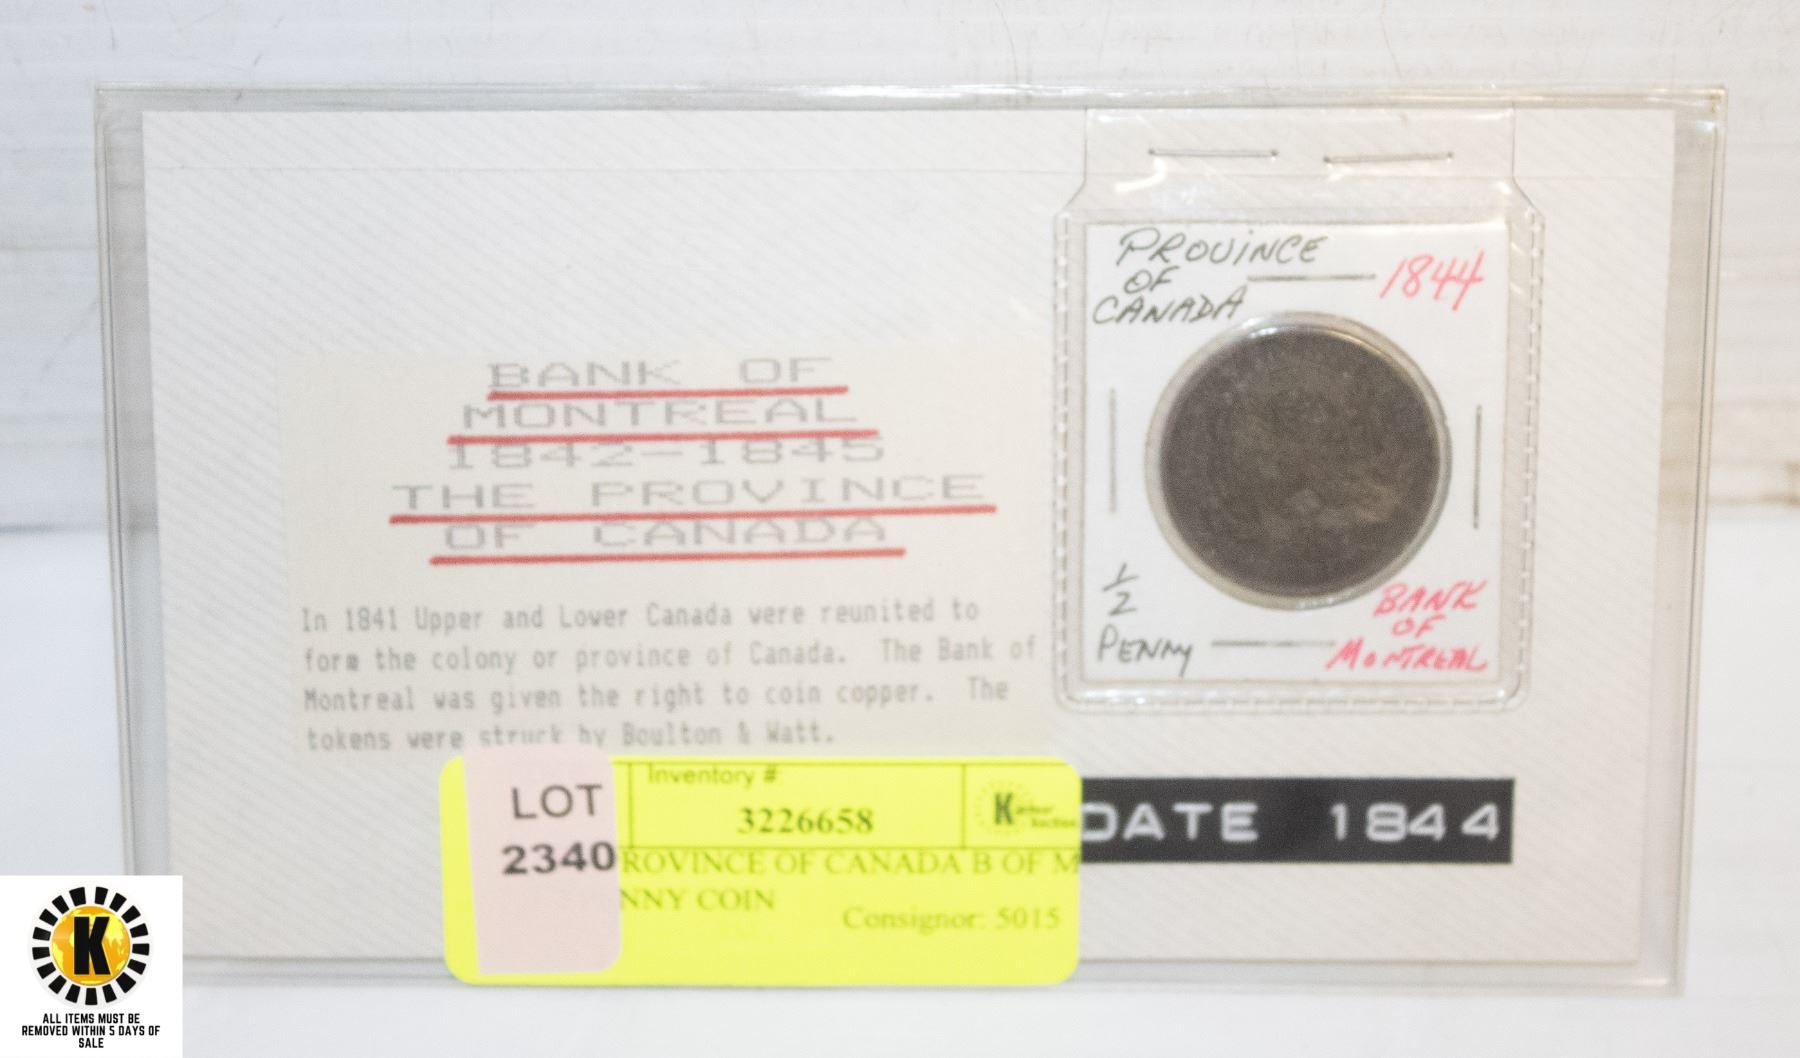 BANK OF
MONTREAL
1842-1845
THE PROVINCE
OF CANADA
In 1841 Upper and Lower Canada were reunited to
form the colony or province of Canada. The Bank of
Montreal was given the right to coin copper. The
tokens were struck by Boulton & Watt.
PROVINCE
OF
CANADA
1844
1/2
PENNY
BANK
OF
MONTREAL
DATE 1844
LOT
2340
Inventory #
3226658
K
ROVINCE OF CANADA B OF M
NNY COIN
Consignor: 5015
K
ALL ITEMS MUST BE
REMOVED WITHIN 5 DAYS OF
SALE